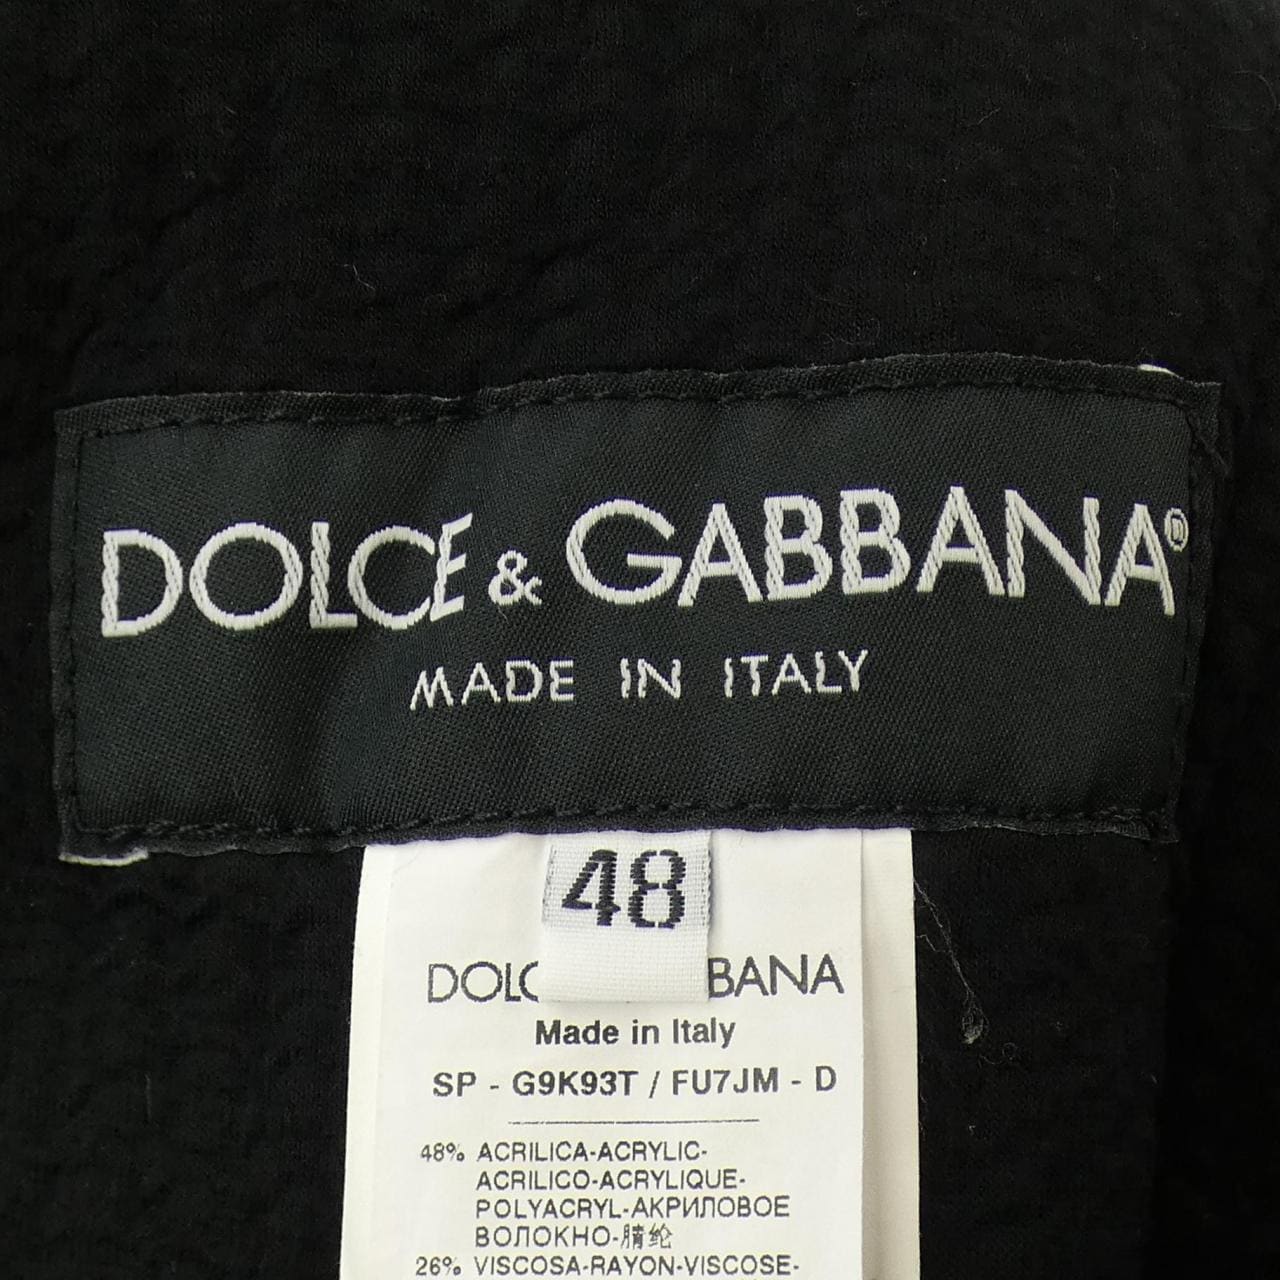 DOLCE & GABBANA®
MADE IN ITALY
48
DOLC BANA
Made in Italy
SP - G9K93T / FU7JM - D
48% ACRILICA-ACRYLIC-
ACRILICO-ACRYLIQUE-
POLYACRYL-АКРИЛОВОЕ
ВОЛОКНО-腈纶
26% VISCOSA-RAYON-VISCOSE-